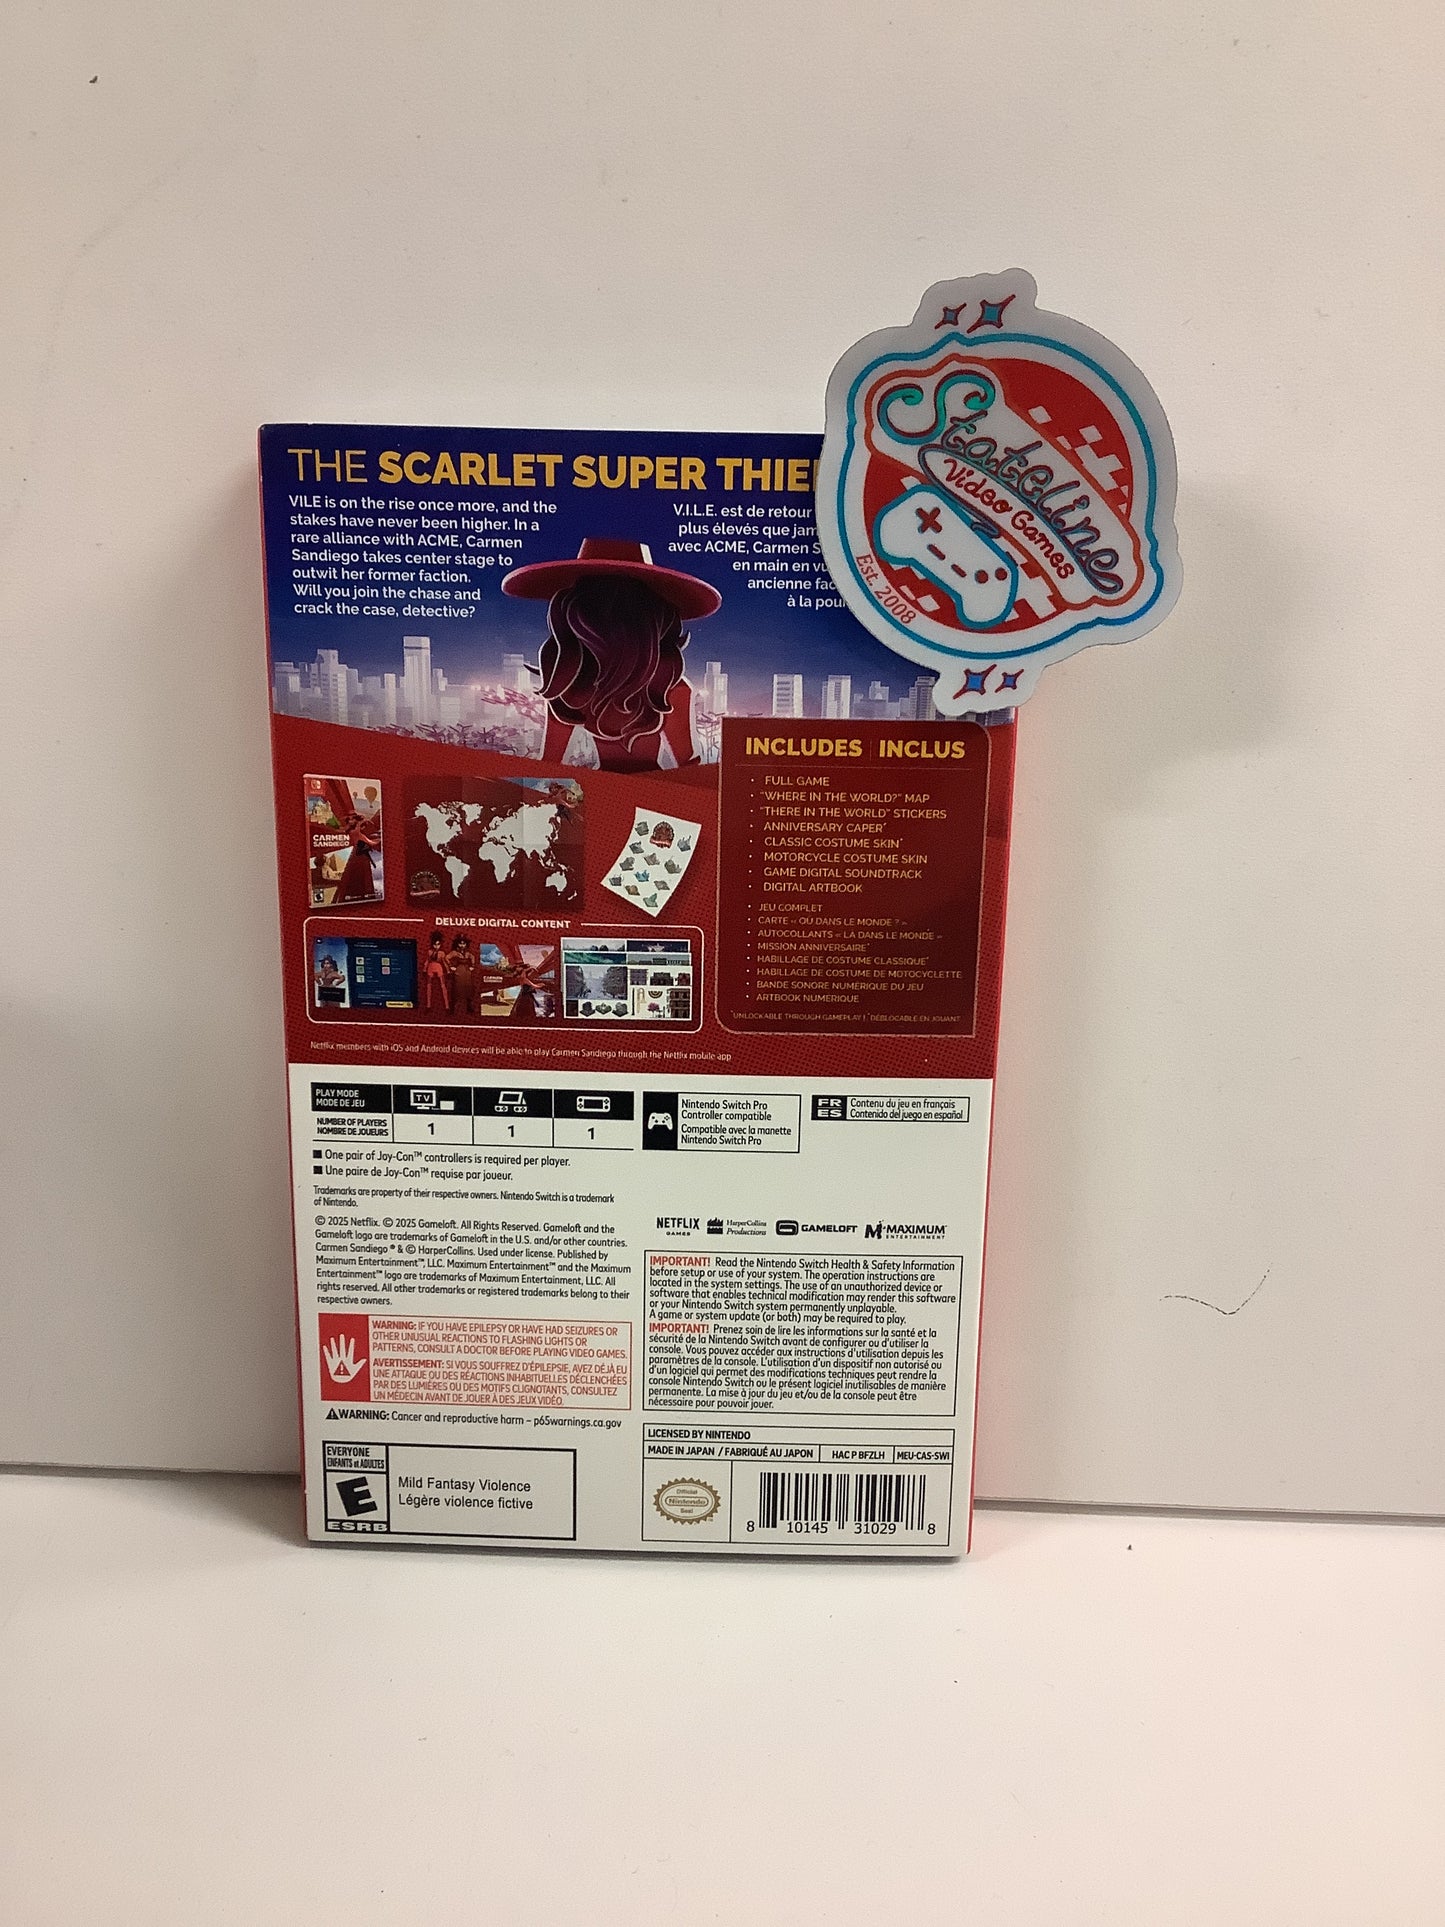 THE SCARLET SUPER THIE
VILE is on the rise once more, and the
stakes have never been higher. In a
rare alliance with ACME, Carmen
Sandiego takes center stage to
outwit her former faction.
Will you join the chase and
crack the case, detective?
V.I.L.E. est de retour
plus élevés que jam
avec ACME, Carmen S
en main en vu
ancienne fac
à la pour
Stateline
Video Games
Est. 2008
INCLUDES | INCLUS
• FULL GAME
• "WHERE IN THE WORLD?" MAP
• "THERE IN THE WORLD" STICKERS
• ANNIVERSARY CAPER*
• CLASSIC COSTUME SKIN*
• MOTORCYCLE COSTUME SKIN
• GAME DIGITAL SOUNDTRACK
• DIGITAL ARTBOOK
• JEU COMPLET
• CARTE « OÙ DANS LE MONDE ? »
• AUTOCOLLANTS « LÀ DANS LE MONDE »
• MISSION ANNIVERSAIRE*
• HABILLAGE DE COSTUME CLASSIQUE*
• HABILLAGE DE COSTUME DE MOTOCYCLETTE
• BANDE SONORE NUMÉRIQUE DU JEU
• ARTBOOK NUMÉRIQUE
*UNLOCKABLE THROUGH GAMEPLAY | *DÉBLOCABLE EN JOUANT
CARMEN
SANDIEGO
DELUXE DIGITAL CONTENT
Netflix members with iOS and Android devices will be able to play Carmen Sandiego through the Netflix mobile app
PLAY MODE
MODE DE JEU
TV
NUMBER OF PLAYERS
NOMBRE DE JOUEURS
1 1 1
Nintendo Switch Pro
Controller compatible
Compatible avec la manette
Nintendo Switch Pro
FR Contenu du jeu en français
ES Contenido del juego en español
■ One pair of Joy-Con™ controllers is required per player.
■ Une paire de Joy-Con™ requise par joueur.
Trademarks are property of their respective owners. Nintendo Switch is a trademark
of Nintendo.
© 2025 Netflix. © 2025 Gameloft. All Rights Reserved. Gameloft and the
Gameloft logo are trademarks of Gameloft in the U.S. and/or other countries.
Carmen Sandiego ® & © HarperCollins. Used under license. Published by
Maximum Entertainment™, LLC. Maximum Entertainment™ and the Maximum
Entertainment™ logo are trademarks of Maximum Entertainment, LLC. All
rights reserved. All other trademarks or registered trademarks belong to their
respective owners.
NETFLIX
GAMES
HarperCollins
Productions
GAMELOFT
MAXIMUM
ENTERTAINMENT
IMPORTANT! Read the Nintendo Switch Health & Safety Information
before setup or use of your system. The operation instructions are
located in the system settings. The use of an unauthorized device or
software that enables technical modification may render this software
or your Nintendo Switch system permanently unplayable.
A game or system update (or both) may be required to play.
IMPORTANT! Prenez soin de lire les informations sur la santé et la
sécurité de la Nintendo Switch avant de configurer ou d'utiliser la
console. Vous pouvez accéder aux instructions d'utilisation depuis les
paramètres de la console. L'utilisation d'un dispositif non autorisé ou
d'un logiciel qui permet des modifications techniques peut rendre la
console Nintendo Switch ou le présent logiciel inutilisables de manière
permanente. La mise à jour du jeu et/ou de la console peut être
nécessaire pour pouvoir jouer.
WARNING: IF YOU HAVE EPILEPSY OR HAVE HAD SEIZURES OR
OTHER UNUSUAL REACTIONS TO FLASHING LIGHTS OR
PATTERNS, CONSULT A DOCTOR BEFORE PLAYING VIDEO GAMES.
AVERTISSEMENT: SI VOUS SOUFFREZ D'ÉPILEPSIE, AVEZ DÉJÀ EU
UNE ATTAQUE OU DES RÉACTIONS INHABITUELLES DÉCLENCHÉES
PAR DES LUMIÈRES OU DES MOTIFS CLIGNOTANTS, CONSULTEZ
UN MÉDECIN AVANT DE JOUER À DES JEUX VIDÉO.
⚠WARNING: Cancer and reproductive harm – p65warnings.ca.gov
EVERYONE
ENFANTS et ADULTES
E
ESRB
Mild Fantasy Violence
Légère violence fictive
LICENSED BY NINTENDO
MADE IN JAPAN / FABRIQUÉ AU JAPON
HAC P BFZLH
MEU-CAS-SWI
Official
Nintendo
Seal
8 10145 31029 8